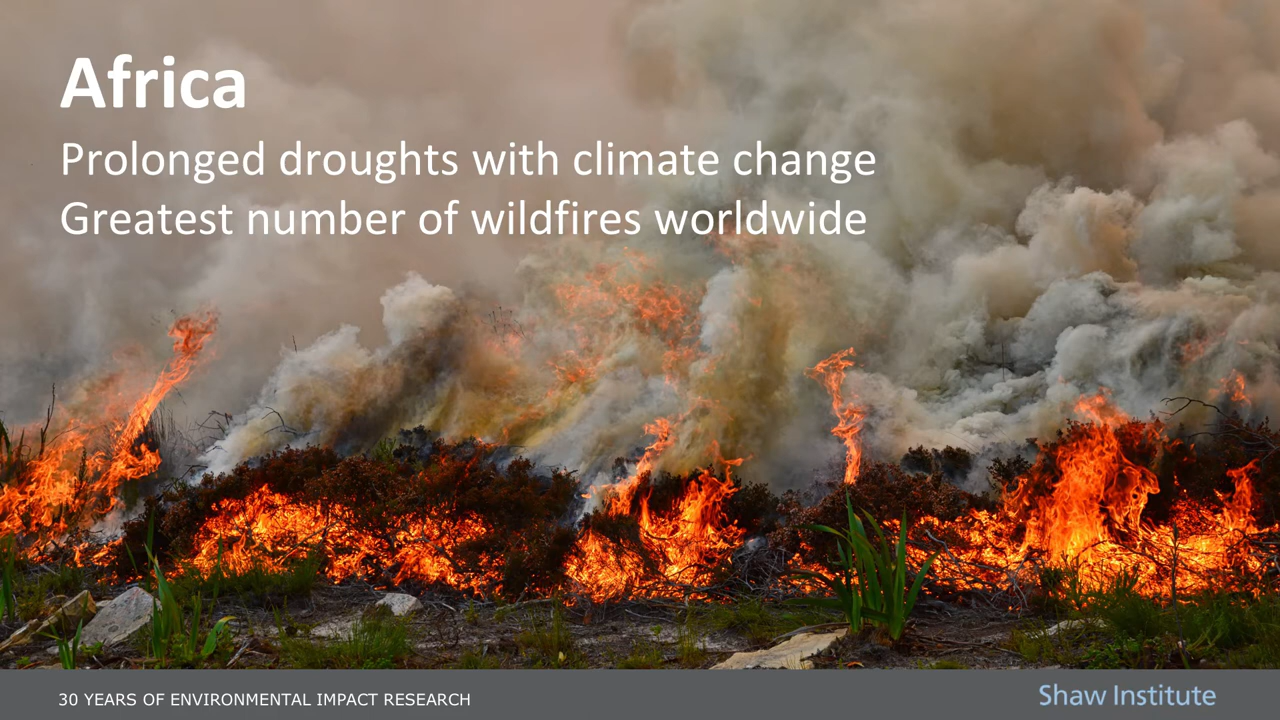 Africa
Prolonged droughts with climate change
Greatest number of wildfires worldwide
30 YEARS OF ENVIRONMENTAL IMPACT RESEARCH
Shaw Institute